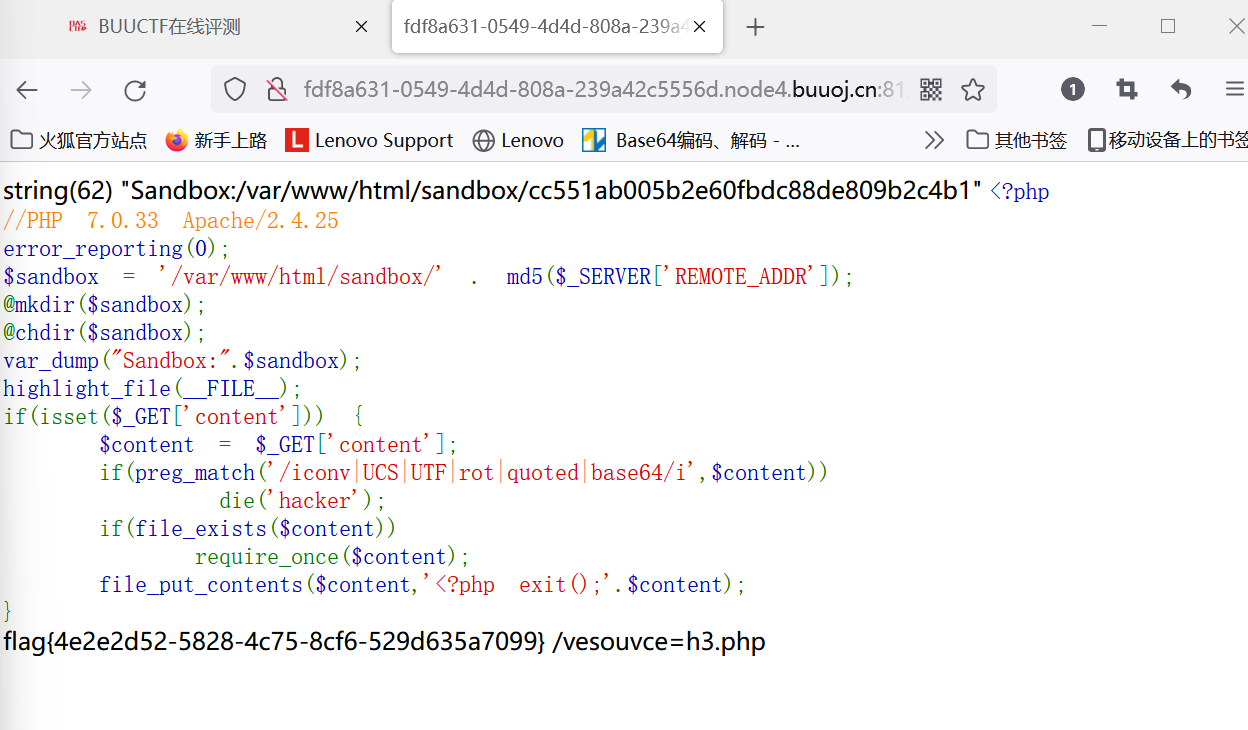 BUUCTF在线评测
fdf8a631-0549-4d4d-808a-239a4
fdf8a631-0549-4d4d-808a-239a42c5556d.node4.buuoj.cn:81
1
火狐官方站点 新手上路 Lenovo Support Lenovo Base64编码、解码 - ... 其他书签 移动设备上的书签
string(62) "Sandbox:/var/www/html/sandbox/cc551ab005b2e60fbdc88de809b2c4b1" <?php
//PHP 7.0.33 Apache/2.4.25
error_reporting(0);
$sandbox = '/var/www/html/sandbox/' . md5($_SERVER['REMOTE_ADDR']);
@mkdir($sandbox);
@chdir($sandbox);
var_dump("Sandbox:".$sandbox);
highlight_file(__FILE__);
if(isset($_GET['content'])) {
$content = $_GET['content'];
if(preg_match('/iconv|UCS|UTF|rot|quoted|base64/i',$content))
die('hacker');
if(file_exists($content))
require_once($content);
file_put_contents($content,'<?php exit();'.$content);
}
flag{4e2e2d52-5828-4c75-8cf6-529d635a7099} /vesouvce=h3.php